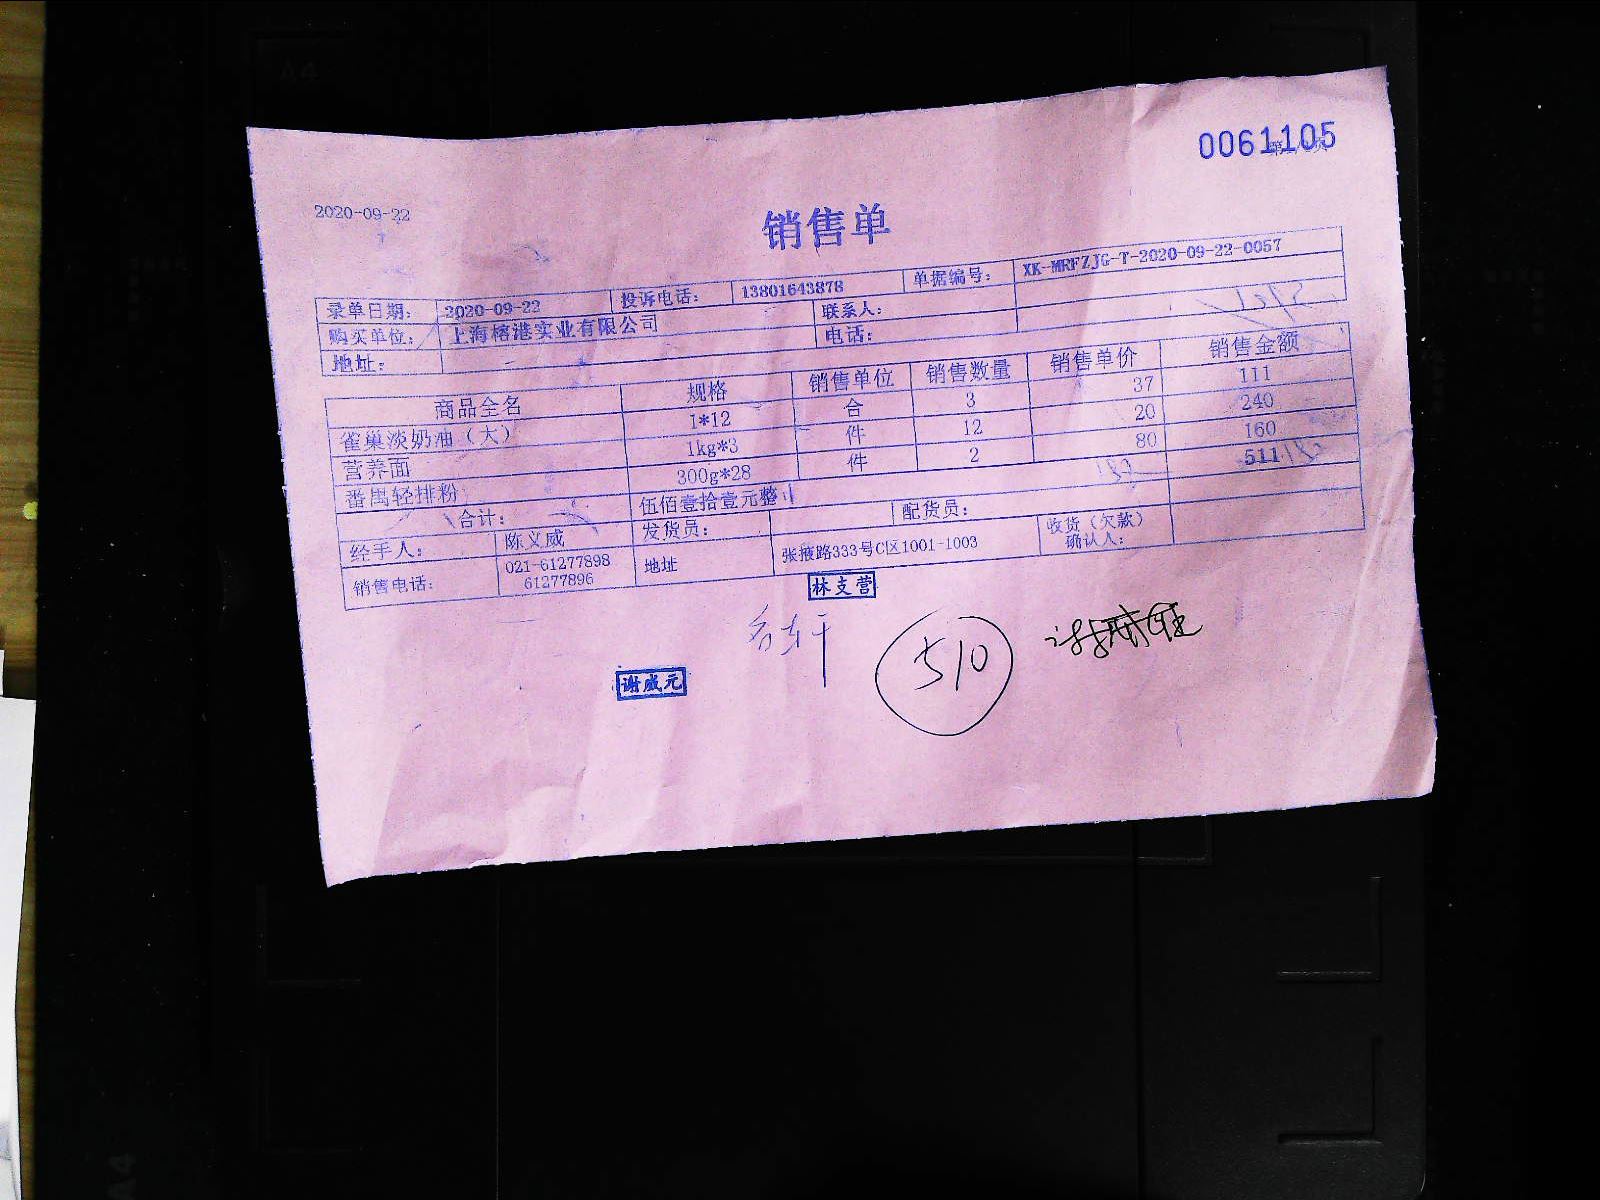 0061105
2020-09-22
销售单
录单日期: 2020-09-22 投诉电话: 13801643878 单据编号: XK-MRFZJG-T-2020-09-22-0057
购买单位: 上海榕港实业有限公司 联系人:
地址: 电话:
商品全名 规格 销售单位 销售数量 销售单价 销售金额
雀巢淡奶油（大） 1*12 合 3 37 111
营养面 1kg*3 件 12 20 240
番禺轻排粉 300g*28 件 2 80 160
合计: 伍佰壹拾壹元整 511
经手人: 陈义威 发货员: 配货员: 收货（欠款）
确认人:
销售电话: 021-61277898 地址 张掖路333号C区1001-1003
61277896
林支营
510
谢成元